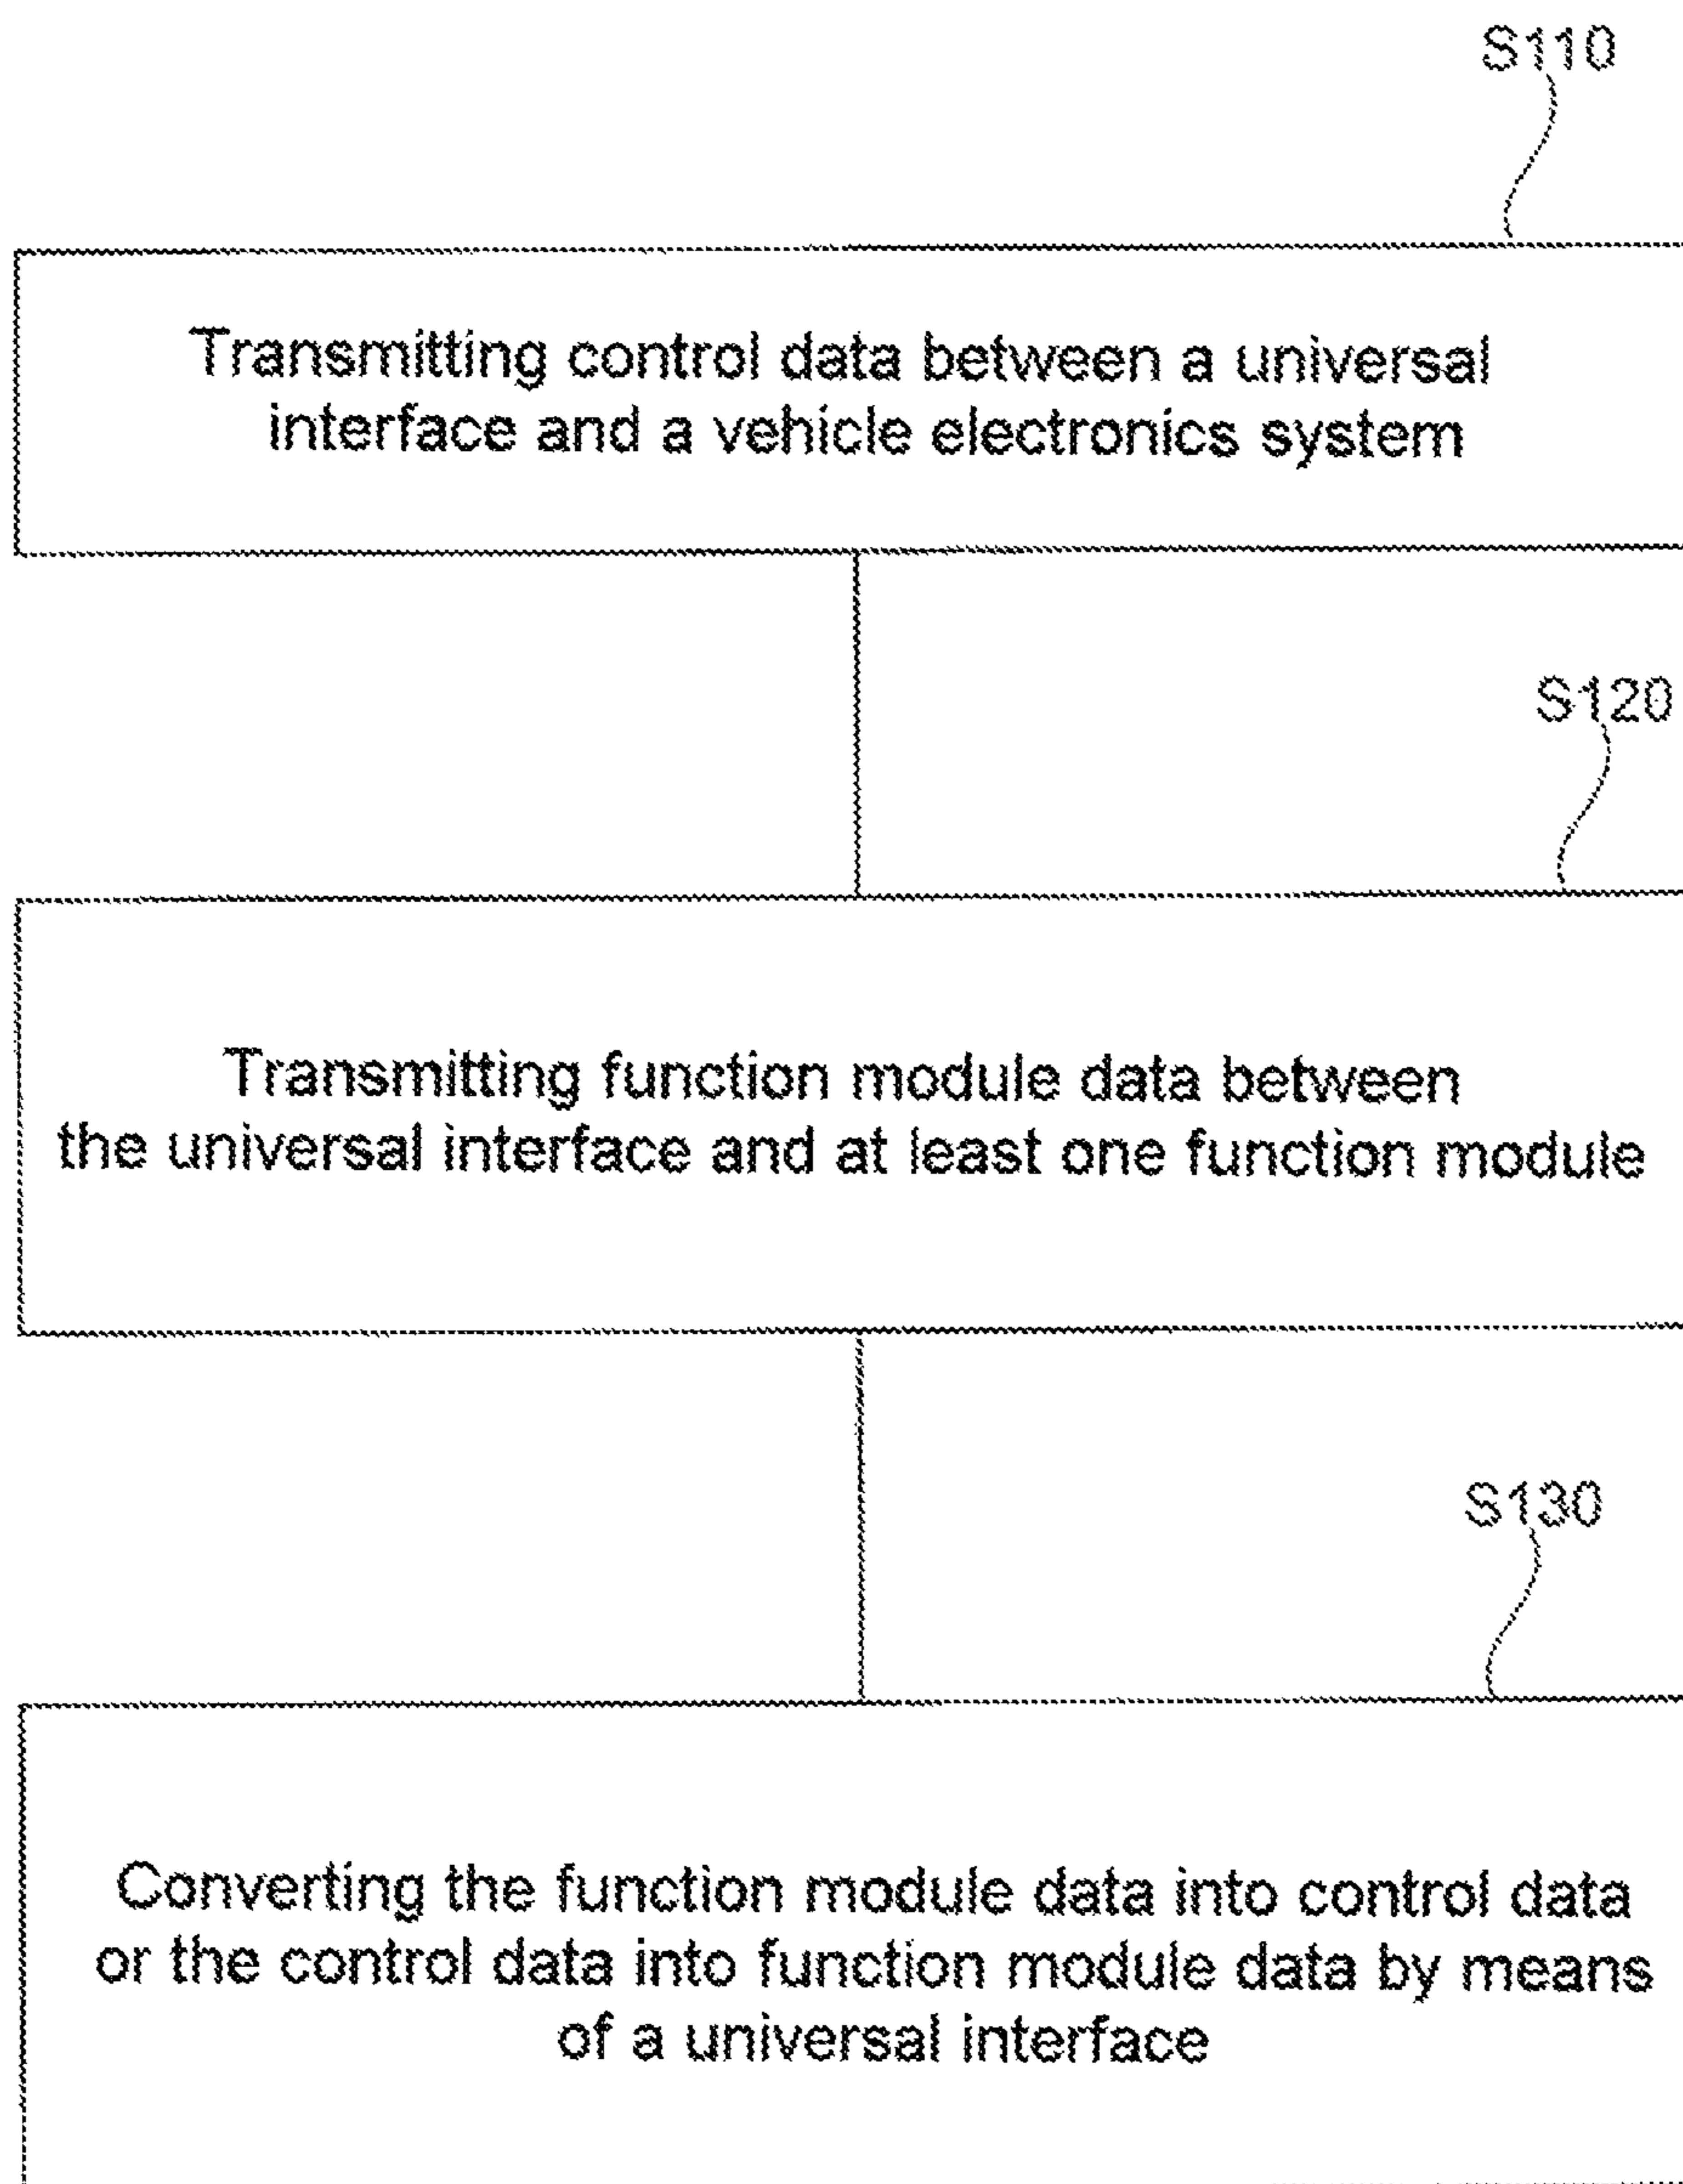 S110
Transmitting control data between a universal
interface and a vehicle electronics system
S120
Transmitting function module data between
the universal interface and at least one function module
S130
Converting the function module data into control data
or the control data into function module data by means
of a universal interface